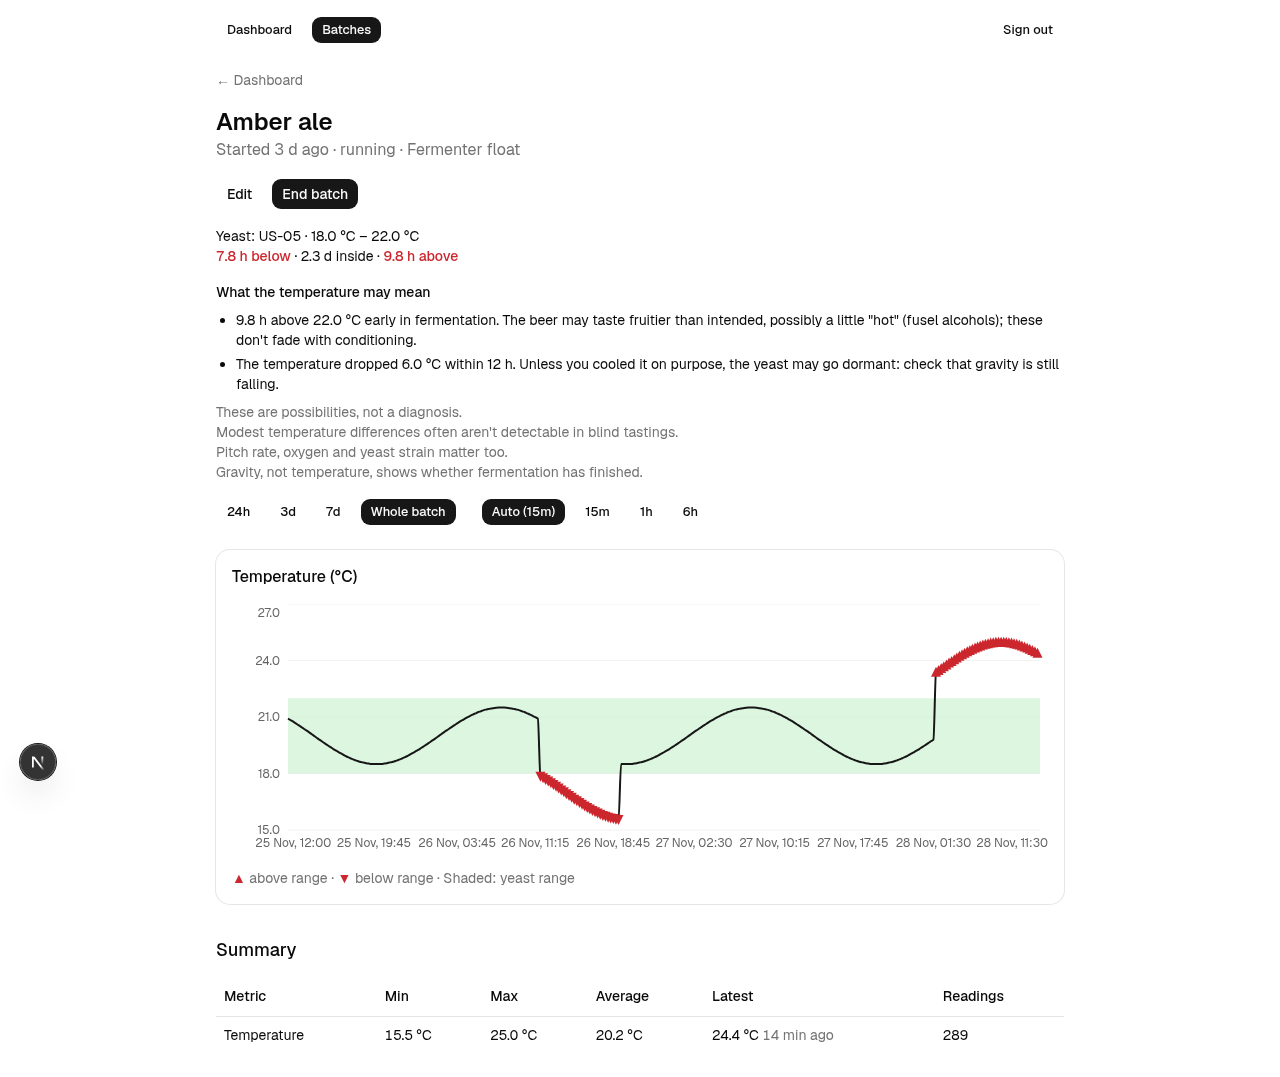 Dashboard Batches Sign out
← Dashboard
Amber ale
Started 3 d ago · running · Fermenter float
Edit End batch
Yeast: US-05 · 18.0 °C – 22.0 °C
7.8 h below · 2.3 d inside · 9.8 h above
What the temperature may mean
• 9.8 h above 22.0 °C early in fermentation. The beer may taste fruitier than intended, possibly a little "hot" (fusel alcohols); these
don't fade with conditioning.
• The temperature dropped 6.0 °C within 12 h. Unless you cooled it on purpose, the yeast may go dormant: check that gravity is still
falling.
These are possibilities, not a diagnosis.
Modest temperature differences often aren't detectable in blind tastings.
Pitch rate, oxygen and yeast strain matter too.
Gravity, not temperature, shows whether fermentation has finished.
24h 3d 7d Whole batch Auto (15m) 15m 1h 6h
Temperature (°C)
27.0
24.0
21.0
18.0
15.0
25 Nov, 12:00 25 Nov, 19:45 26 Nov, 03:45 26 Nov, 11:15 26 Nov, 18:45 27 Nov, 02:30 27 Nov, 10:15 27 Nov, 17:45 28 Nov, 01:30 28 Nov, 11:30
▲ above range · ▼ below range · Shaded: yeast range
N
Summary
Metric Min Max Average Latest Readings
Temperature 15.5 °C 25.0 °C 20.2 °C 24.4 °C 14 min ago 289